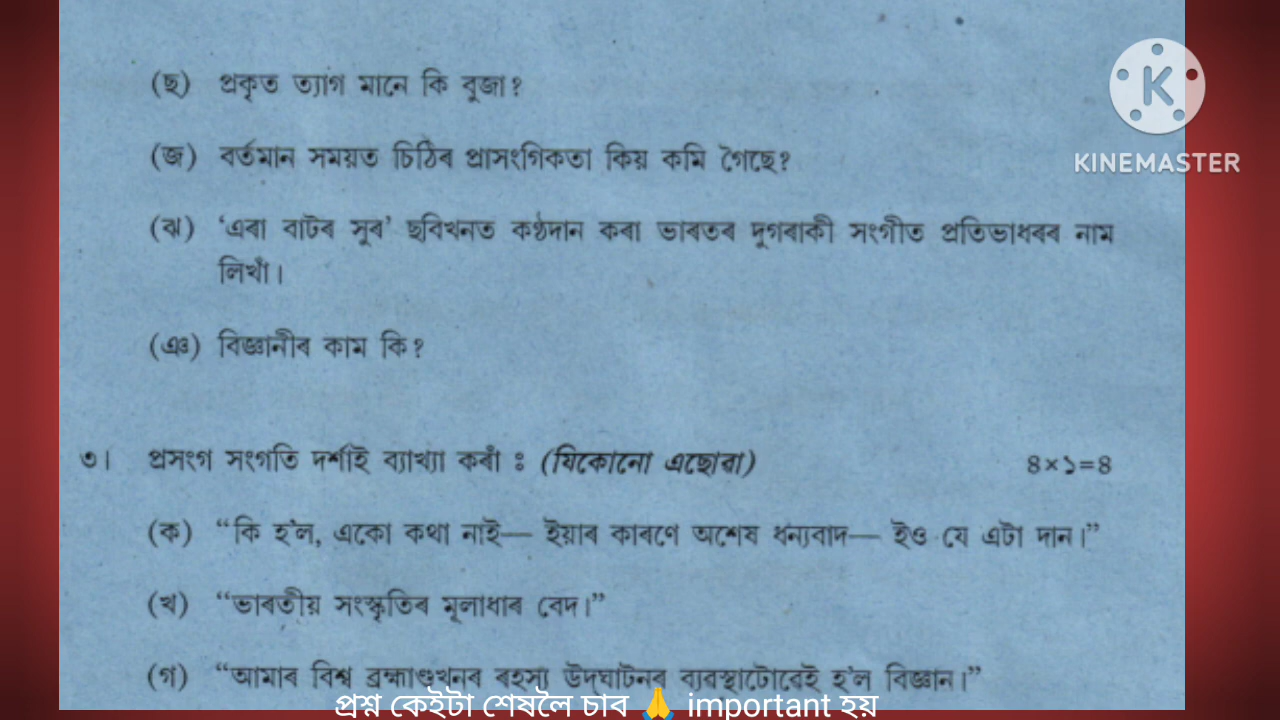 (ছ) প্ৰকৃত ত্যাগ মানে কি বুজা?
(জ) বৰ্তমান সময়ত চিঠিৰ প্ৰাসংগিকতা কিয় কমি গৈছে?
(ঝ) ‘এৰা বাটৰ সুৰ’ ছবিখনত কণ্ঠদান কৰা ভাৰতৰ দুগৰাকী সংগীত প্ৰতিভাধৰৰ নাম
লিখাঁ।
(ঞ) বিজ্ঞানীৰ কাম কি?
৩। প্ৰসংগ সংগতি দৰ্শাই ব্যাখ্যা কৰাঁ : (যিকোনো এছোৱা) ৪×১=৪
(ক) “কি হ'ল, একো কথা নাই— ইয়াৰ কাৰণে অশেষ ধন্যবাদ— ইও যে এটা দান।”
(খ) “ভাৰতীয় সংস্কৃতিৰ মূলাধাৰ বেদ।”
(গ) “আমাৰ বিশ্ব ব্ৰহ্মাণ্ডখনৰ ৰহস্য উদঘাটনৰ ব্যৱস্থাটোৱেই হ'ল বিজ্ঞান।”
প্ৰশ্ন কেইটা শেষলৈ চাব 🙏 important হয়
K
KINEMASTER